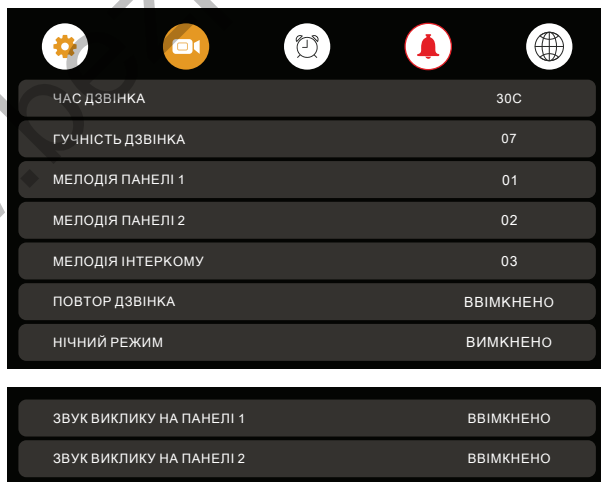 ЧАС ДЗВІНКА 30С
ГУЧНІСТЬ ДЗВІНКА 07
МЕЛОДІЯ ПАНЕЛІ 1 01
МЕЛОДІЯ ПАНЕЛІ 2 02
МЕЛОДІЯ ІНТЕРКОМУ 03
ПОВТОР ДЗВІНКА ВВІМКНЕНО
НІЧНИЙ РЕЖИМ ВИМКНЕНО
ЗВУК ВИКЛИКУ НА ПАНЕЛІ 1 ВВІМКНЕНО
ЗВУК ВИКЛИКУ НА ПАНЕЛІ 2 ВВІМКНЕНО